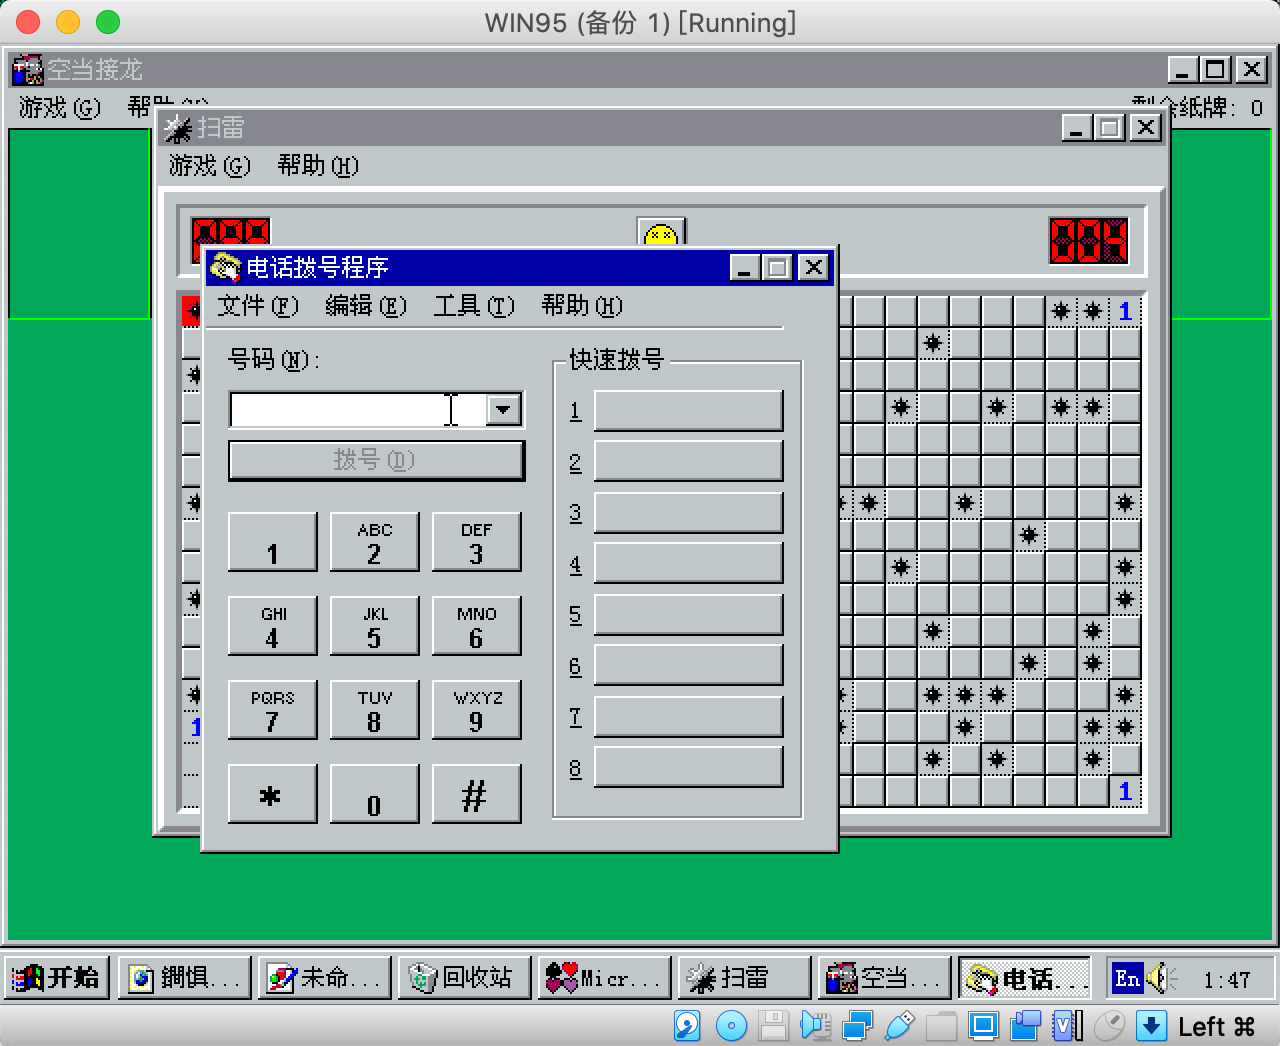 WIN95 (备份 1) [Running]
空当接龙
游戏(G) 帮助
剩余纸牌: 0
扫雷
游戏(G) 帮助(H)
电话拨号程序
文件(F) 编辑(E) 工具(T) 帮助(H)
号码(N):
快速拨号
拨号(D)
1
2
3
4
5
6
7
8
1
ABC
2
DEF
3
GHI
4
JKL
5
MNO
6
PQRS
7
TUV
8
WXYZ
9
*
0
#
1
1
1
开始
鐧惧...
未命...
回收站
Micr...
扫雷
空当...
电话...
En
1:47
Left ⌘